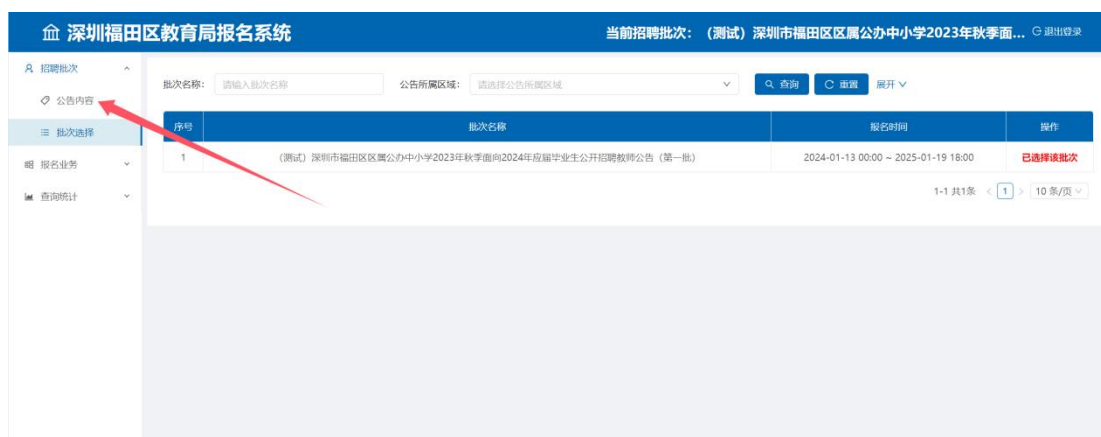 深圳福田区教育局报名系统
当前招聘批次： （测试）深圳市福田区区属公办中小学2023年秋季面... 退出登录
招聘批次
公告内容
批次选择
报名业务
查询统计
批次名称： 请输入批次名称 公告所属区域： 请选择公告所属区域 查询 重置 展开
序号 批次名称 报名时间 操作
1 （测试）深圳市福田区区属公办中小学2023年秋季面向2024年应届毕业生公开招聘教师公告（第一批） 2024-01-13 00:00 ~ 2025-01-19 18:00 已选择该批次
1-1 共1条 < 1 > 10 条/页